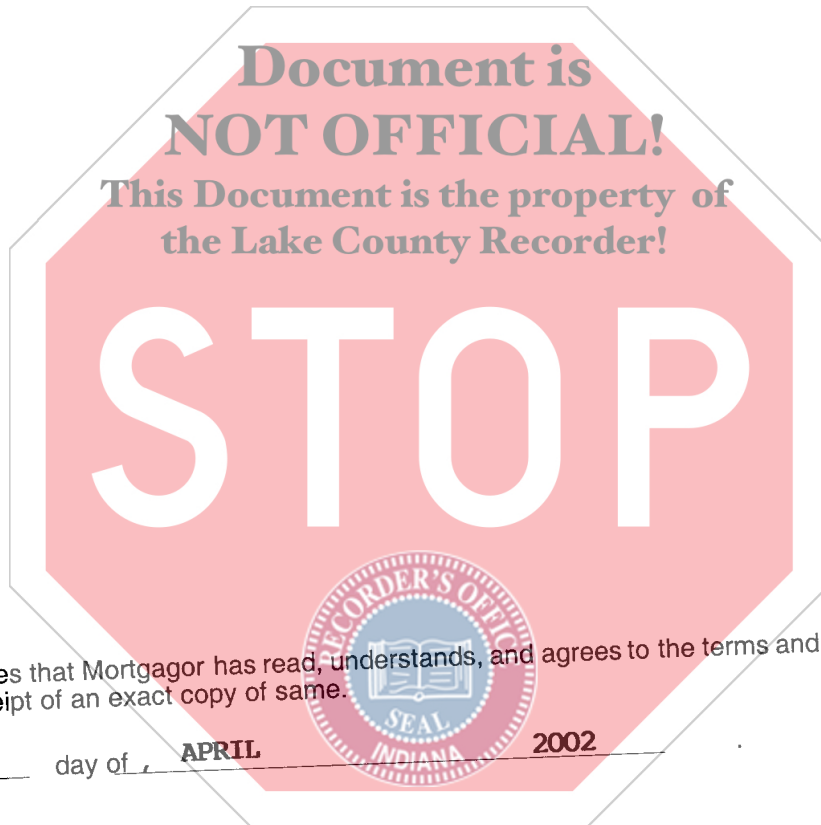 Document is
NOT OFFICIAL!
This Document is the property of
the Lake County Recorder!
STOP
RECORDER'S OFFICE
es that Mortgagor has read, understands, and agrees to the terms and
eipt of an exact copy of same.
SEAL
INDIANA
day of , APRIL 2002 .